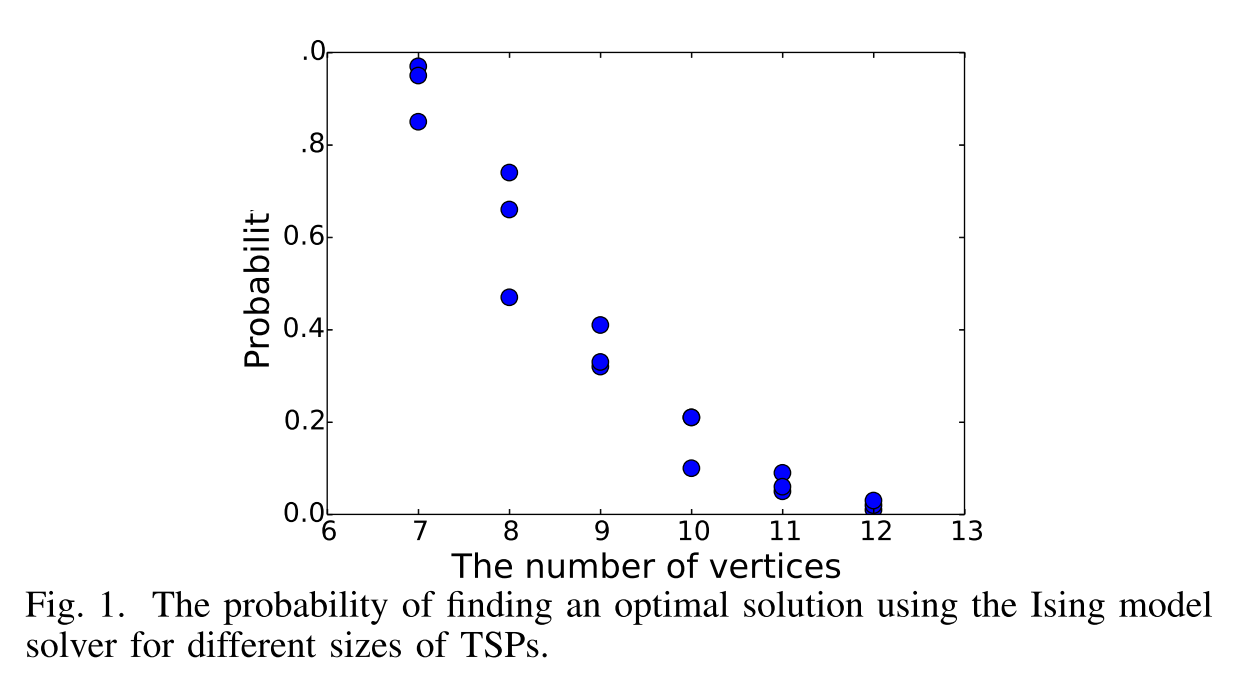 .0
.8
0.6
0.4
0.2
0.0
Probabilit
6 7 8 9 10 11 12 13
The number of vertices
Fig. 1. The probability of finding an optimal solution using the Ising model
solver for different sizes of TSPs.